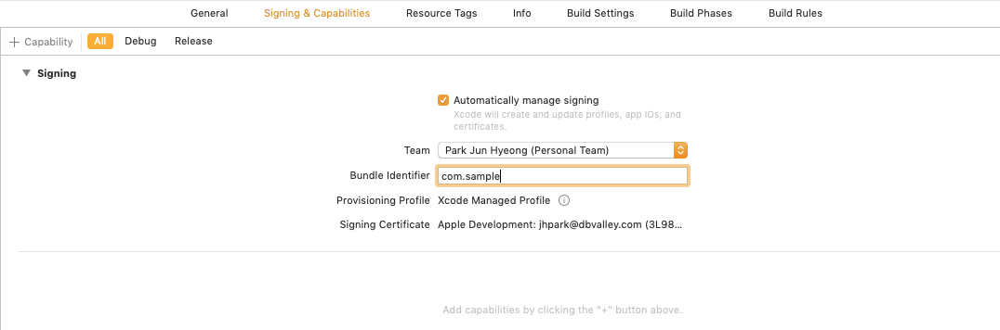 General Signing & Capabilities Resource Tags Info Build Settings Build Phases Build Rules
+ Capability All Debug Release
Signing
Automatically manage signing
Xcode will create and update profiles, app IDs, and
certificates.
Team Park Jun Hyeong (Personal Team)
Bundle Identifier com.sample
Provisioning Profile Xcode Managed Profile
Signing Certificate Apple Development: jhpark@dbvalley.com (3L98...
Add capabilities by clicking the "+" button above.